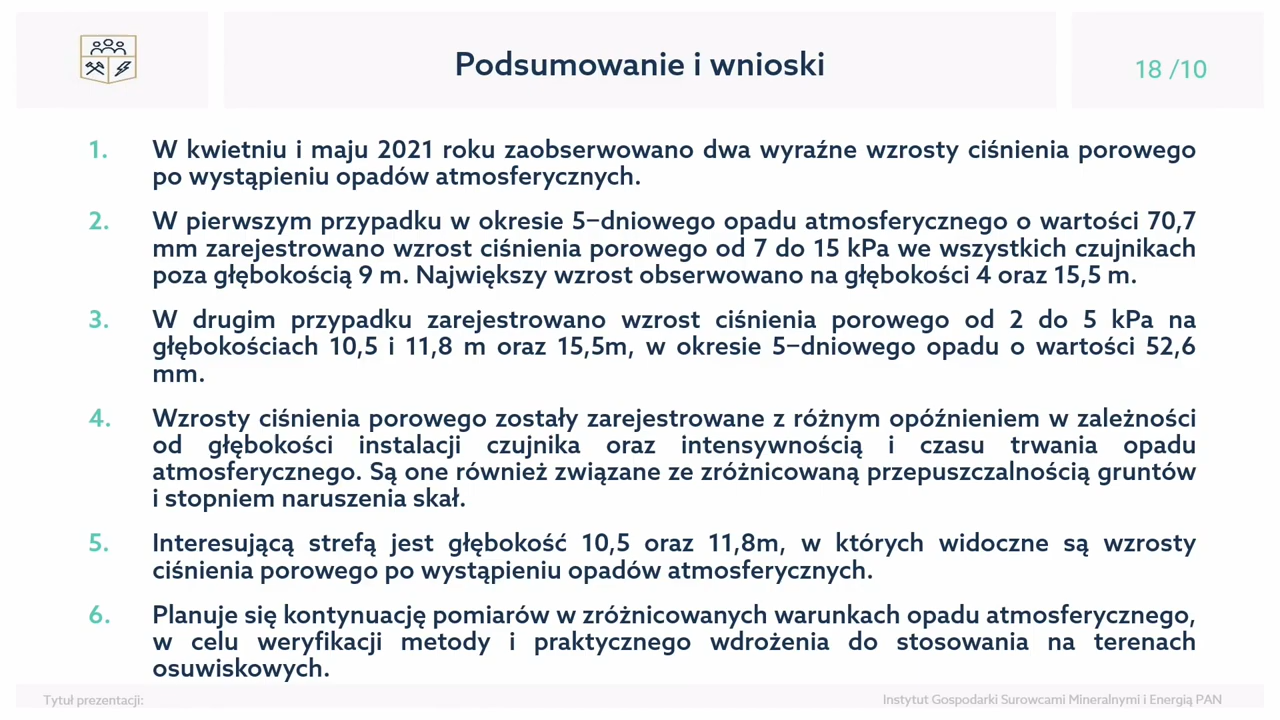 Podsumowanie i wnioski
18 /10
1. W kwietniu i maju 2021 roku zaobserwowano dwa wyraźne wzrosty ciśnienia porowego
po wystąpieniu opadów atmosferycznych.
2. W pierwszym przypadku w okresie 5–dniowego opadu atmosferycznego o wartości 70,7
mm zarejestrowano wzrost ciśnienia porowego od 7 do 15 kPa we wszystkich czujnikach
poza głębokością 9 m. Największy wzrost obserwowano na głębokości 4 oraz 15,5 m.
3. W drugim przypadku zarejestrowano wzrost ciśnienia porowego od 2 do 5 kPa na
głębokościach 10,5 i 11,8 m oraz 15,5m, w okresie 5–dniowego opadu o wartości 52,6
mm.
4. Wzrosty ciśnienia porowego zostały zarejestrowane z różnym opóźnieniem w zależności
od głębokości instalacji czujnika oraz intensywnością i czasu trwania opadu
atmosferycznego. Są one również związane ze zróżnicowaną przepuszczalnością gruntów
i stopniem naruszenia skał.
5. Interesującą strefą jest głębokość 10,5 oraz 11,8m, w których widoczne są wzrosty
ciśnienia porowego po wystąpieniu opadów atmosferycznych.
6. Planuje się kontynuację pomiarów w zróżnicowanych warunkach opadu atmosferycznego,
w celu weryfikacji metody i praktycznego wdrożenia do stosowania na terenach
osuwiskowych.
Tytuł prezentacji:
Instytut Gospodarki Surowcami Mineralnymi i Energią PAN